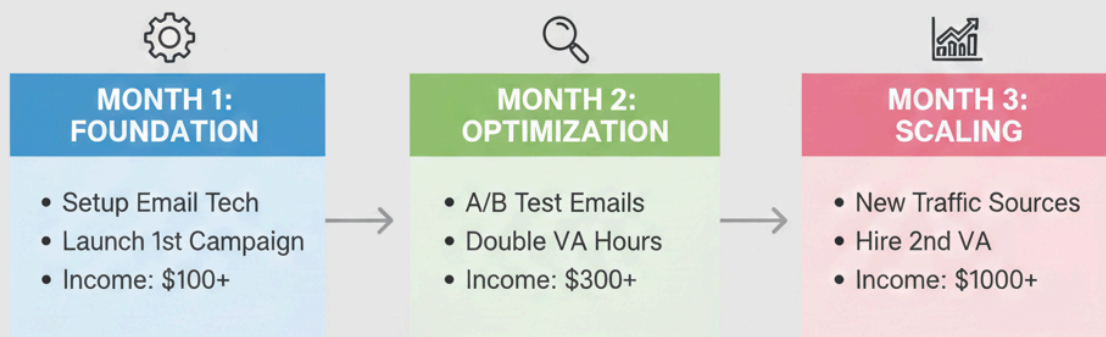 MONTH 1:
FOUNDATION
• Setup Email Tech
• Launch 1st Campaign
• Income: $100+
MONTH 2:
OPTIMIZATION
• A/B Test Emails
• Double VA Hours
• Income: $300+
MONTH 3:
SCALING
• New Traffic Sources
• Hire 2nd VA
• Income: $1000+